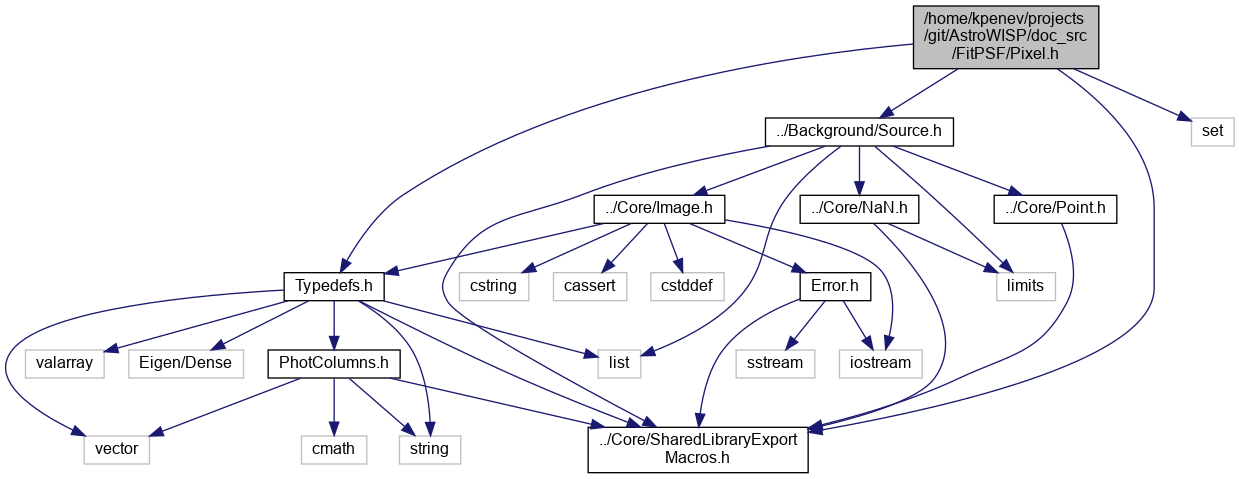 /home/kpenev/projects
/git/AstroWISP/doc_src
/FitPSF/Pixel.h
../Background/Source.h
set
../Core/Image.h
../Core/NaN.h
../Core/Point.h
Typedefs.h
cstring
cassert
cstddef
Error.h
limits
valarray
Eigen/Dense
PhotColumns.h
list
sstream
iostream
vector
cmath
string
../Core/SharedLibraryExport
Macros.h